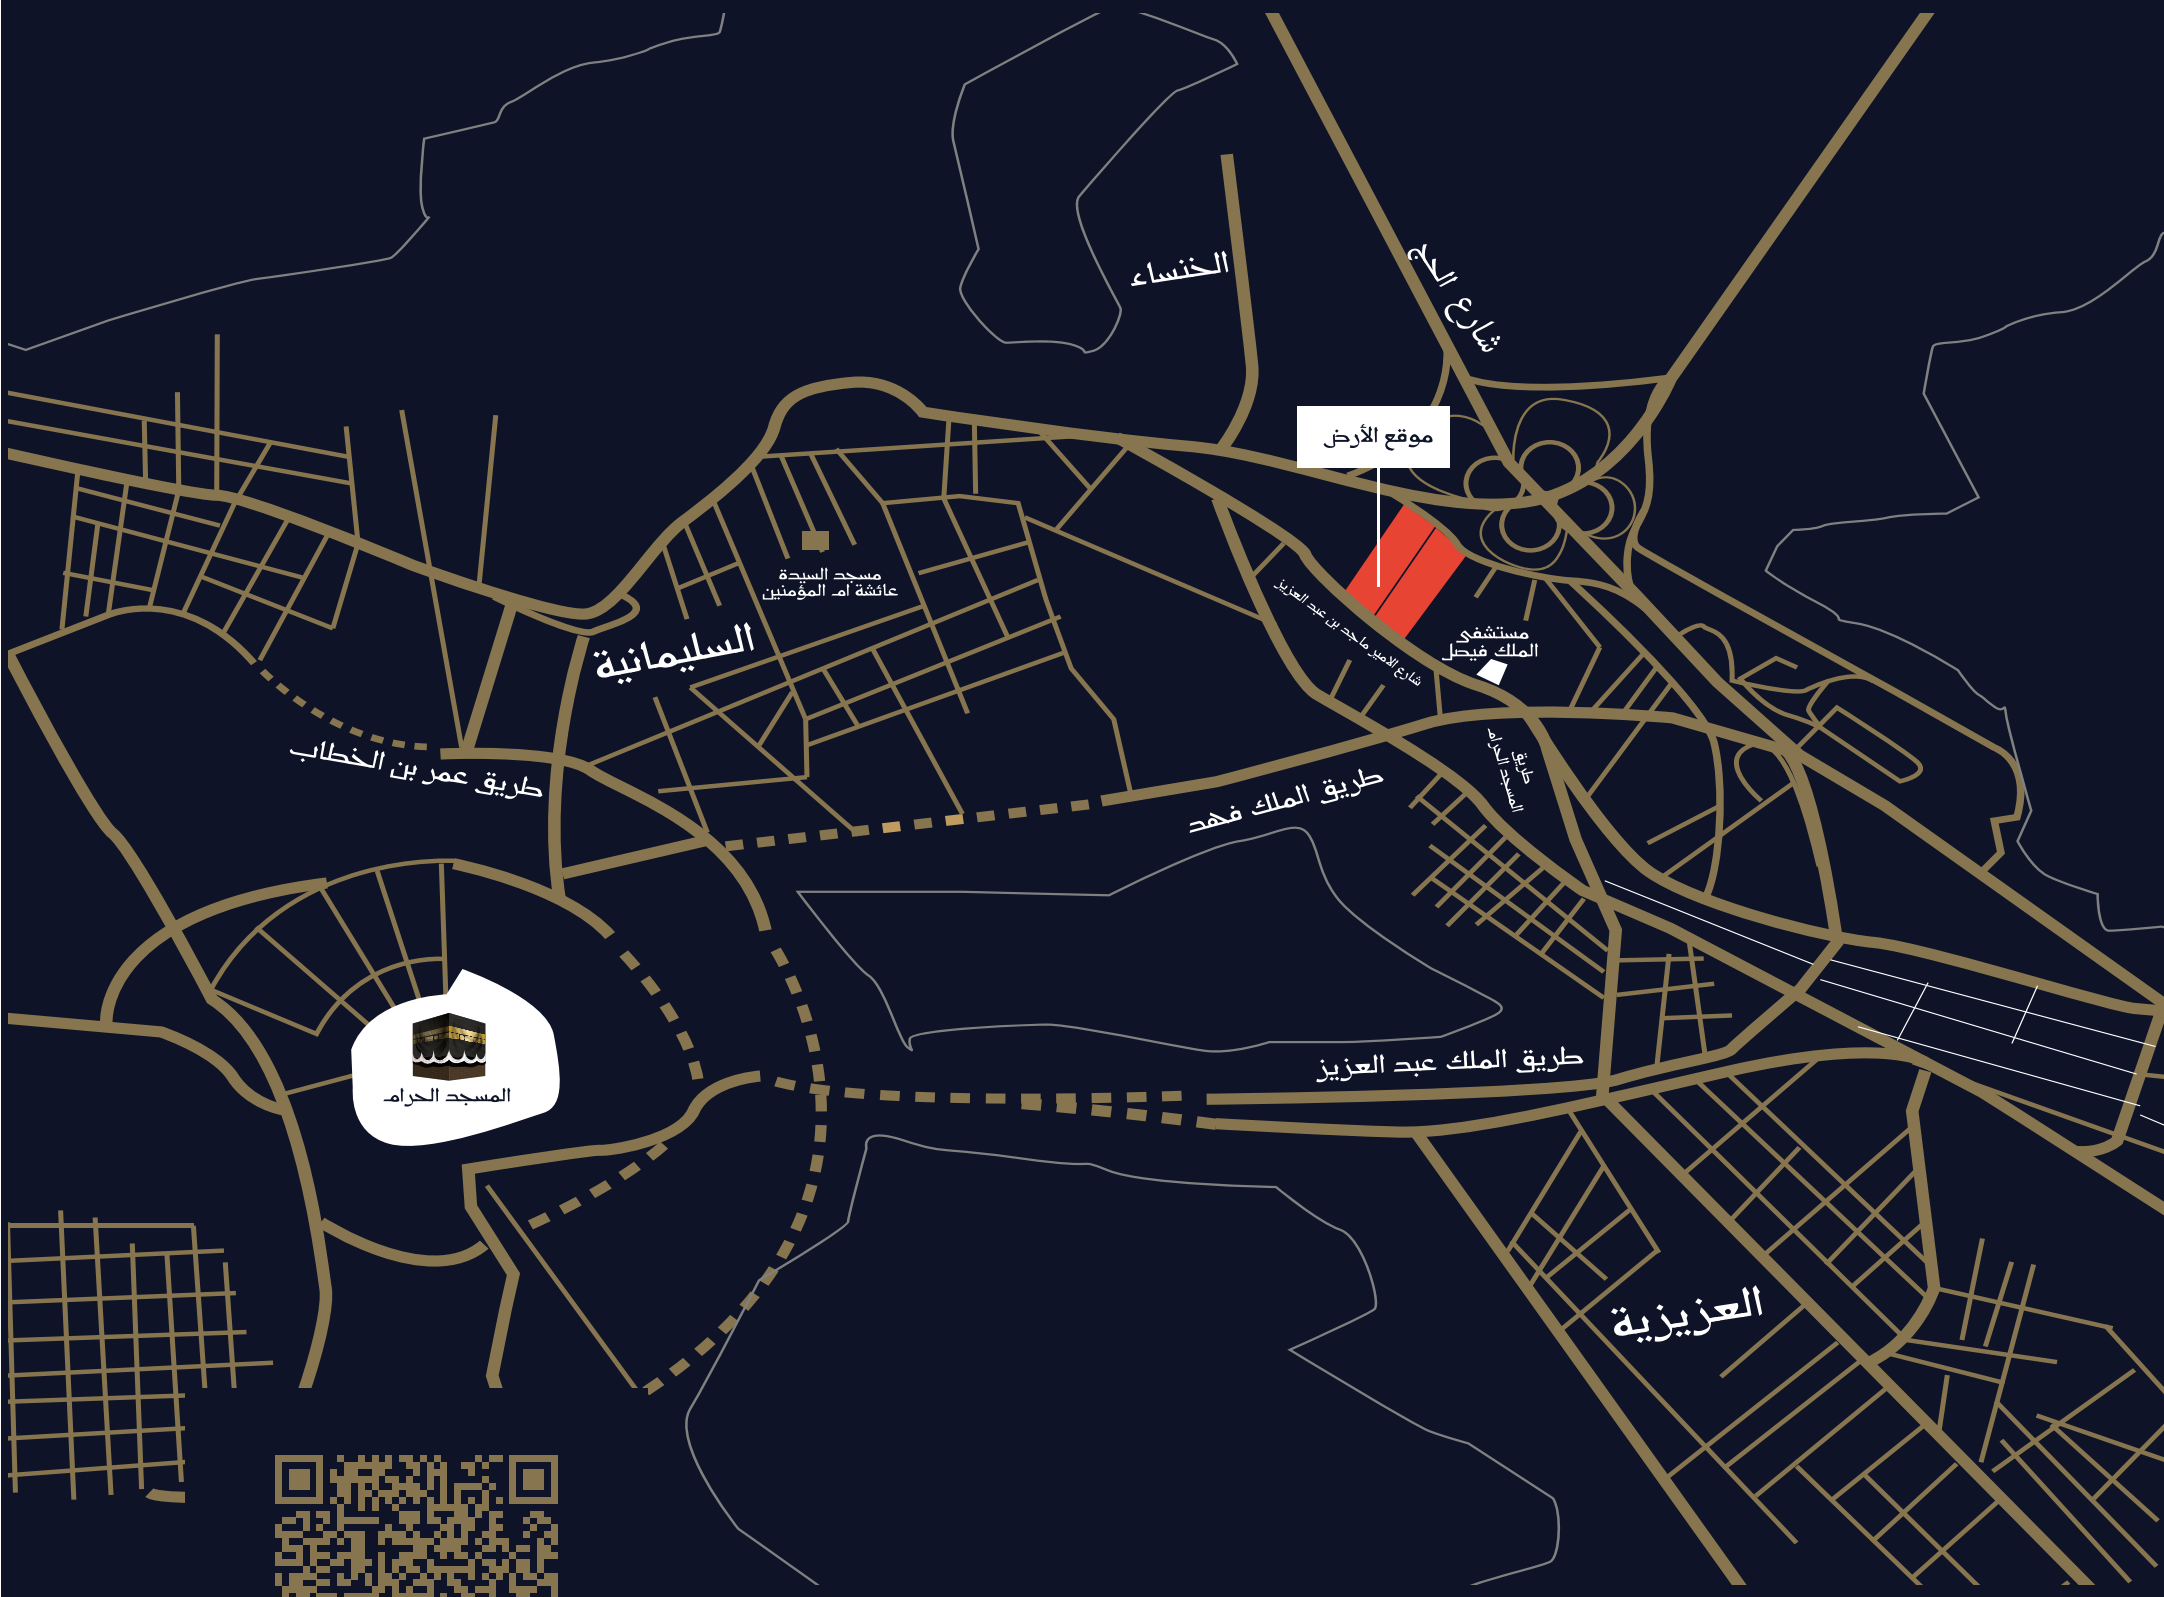 شارع الحج
الخنساء
موقع الأرض
مسجد السيدة
عائشة ام المؤمنين
شارع الامير ماجد بن عبد العزيز
السليمانية
مستشفى
الملك فيصل
طريق عمر بن الخطاب
طريق الملك فهد
طريق
المسجد الحرام
طريق الملك عبد العزيز
المسجد الحرام
العزيزية